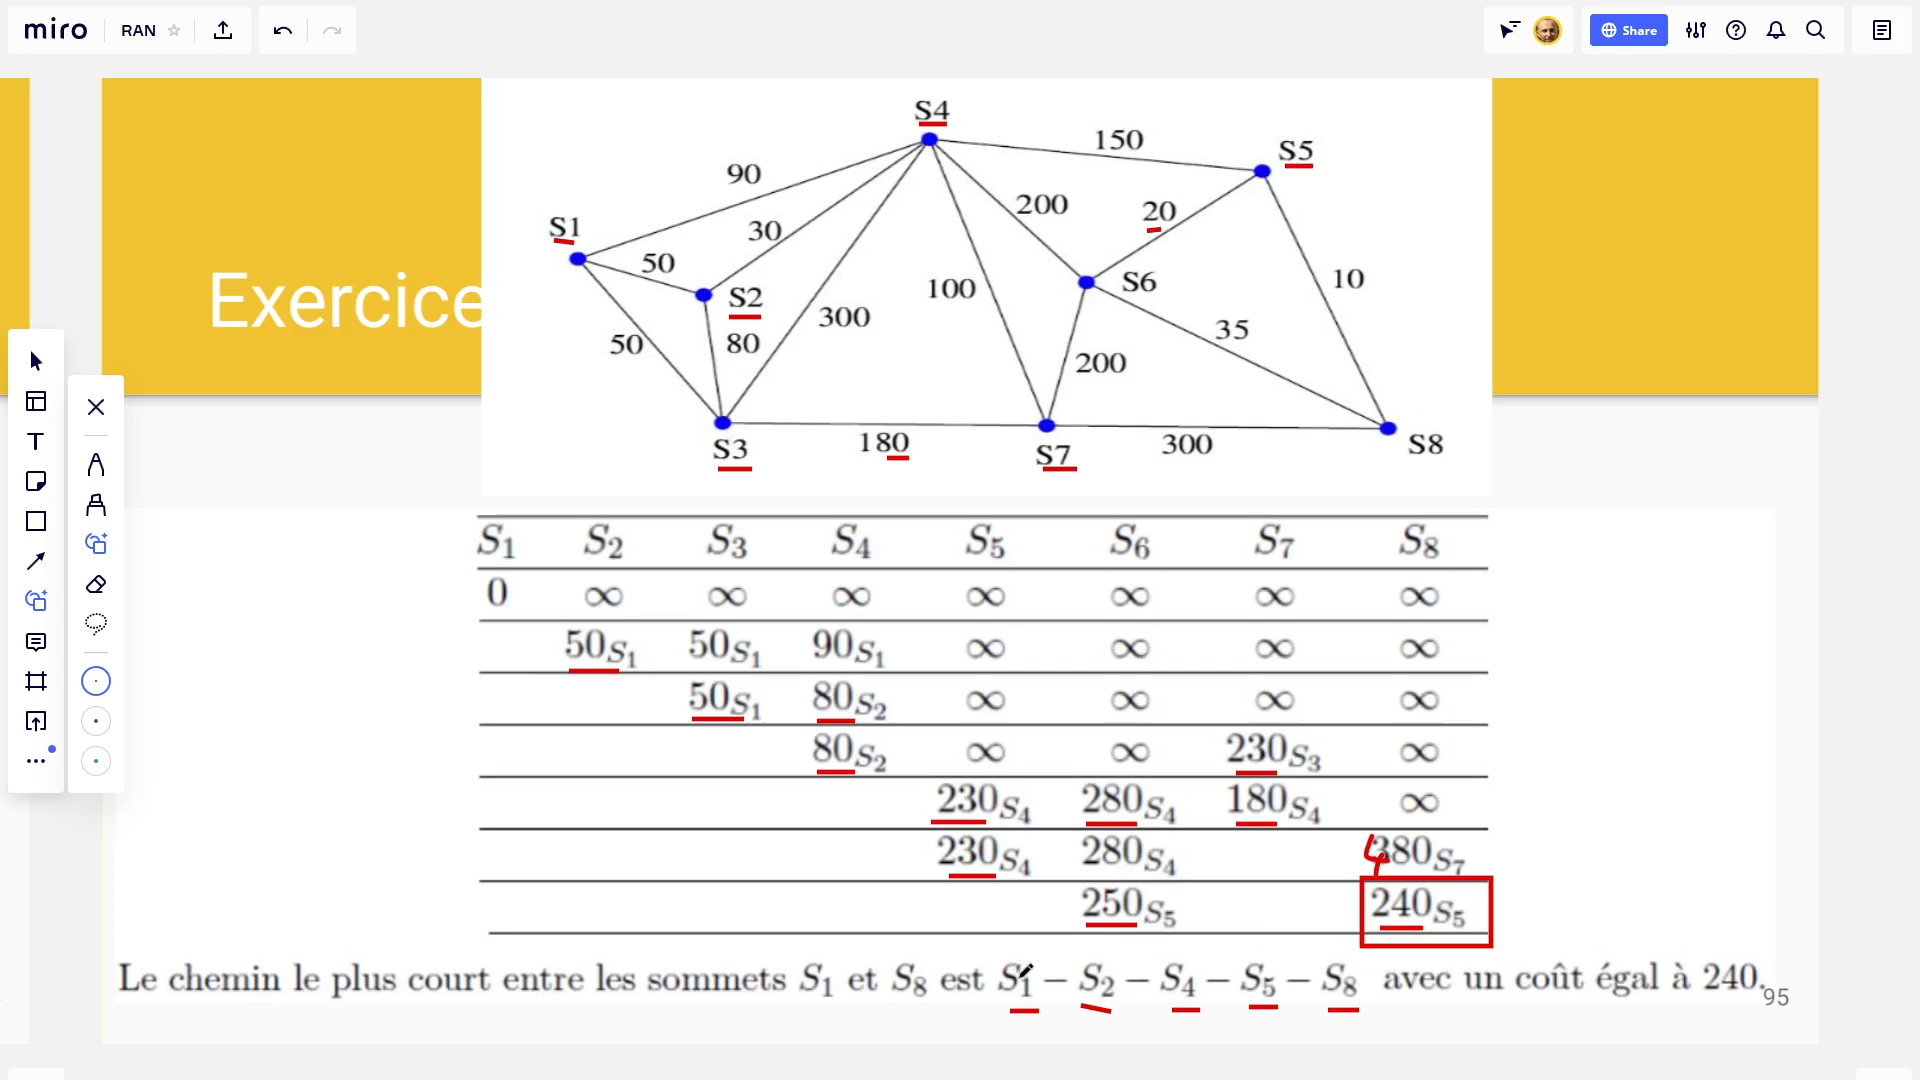 miro RAN Share
S4
150
S5
90
200
20
S1
30
50
S2
100
S6
10
Exercice
50
80
300
35
200
S3
180
S7
300
S8
S₁ S₂ S₃ S₄ S₅ S₆ S₇ S₈
0 ∞ ∞ ∞ ∞ ∞ ∞ ∞
50S₁ 50S₁ 90S₁ ∞ ∞ ∞ ∞
50S₁ 80S₂ ∞ ∞ ∞ ∞
80S₂ ∞ ∞ 230S₃ ∞
230S₄ 280S₄ 180S₄ ∞
230S₄ 280S₄ 480S₇
250S₅ 240S₅
Le chemin le plus court entre les sommets S₁ et S₈ est S₁ – S₂ – S₄ – S₅ – S₈ avec un coût égal à 240.
95